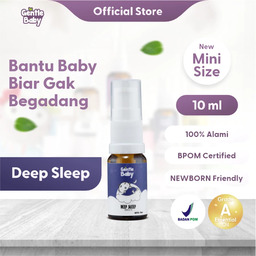 Gentle
Baby
Official Store
Bantu Baby
Biar Gak
Begadang
Deep Sleep
New
Mini
Size
10 ml
100% Alami
BPOM Certified
NEWBORN Friendly
Gentle
Baby
BADAN POM
A